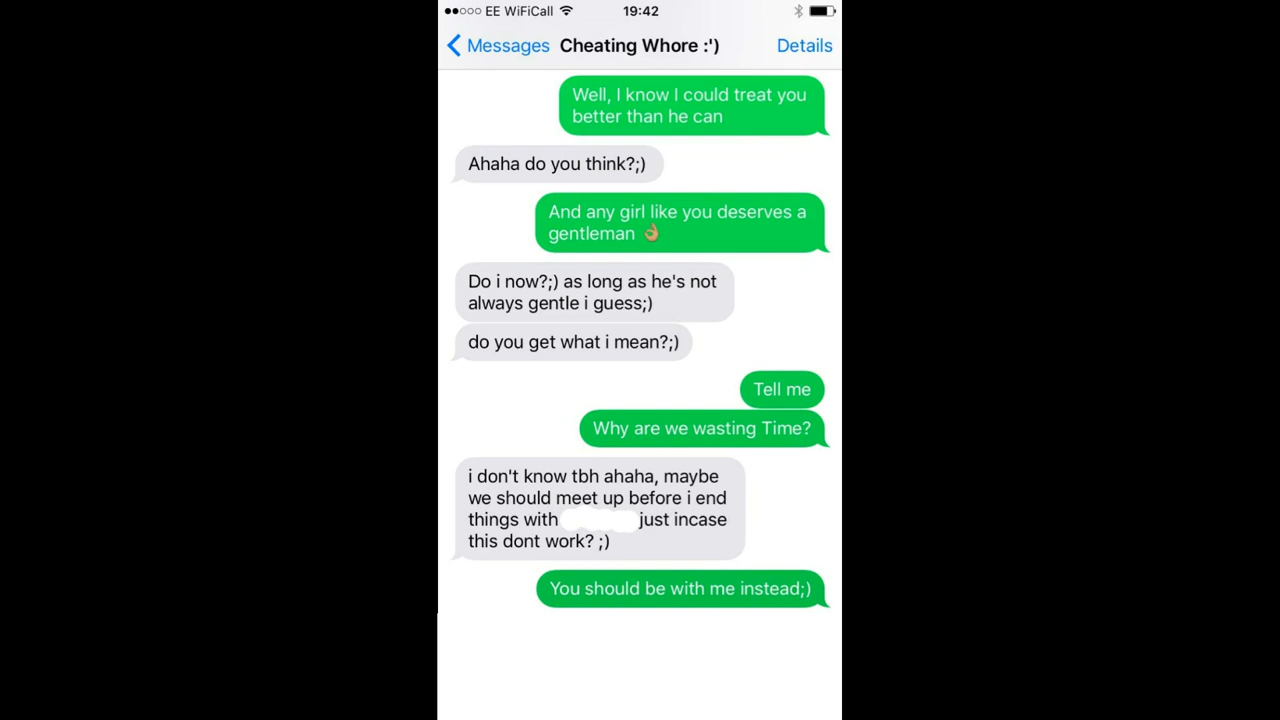 EE WiFiCall 19:42
Messages Cheating Whore :') Details
Well, I know I could treat you
better than he can
Ahaha do you think?;)
And any girl like you deserves a
gentleman 👌🏽
Do i now?;) as long as he's not
always gentle i guess;)
do you get what i mean?;)
Tell me
Why are we wasting Time?
i don't know tbh ahaha, maybe
we should meet up before i end
things with just incase
this dont work? ;)
You should be with me instead;)